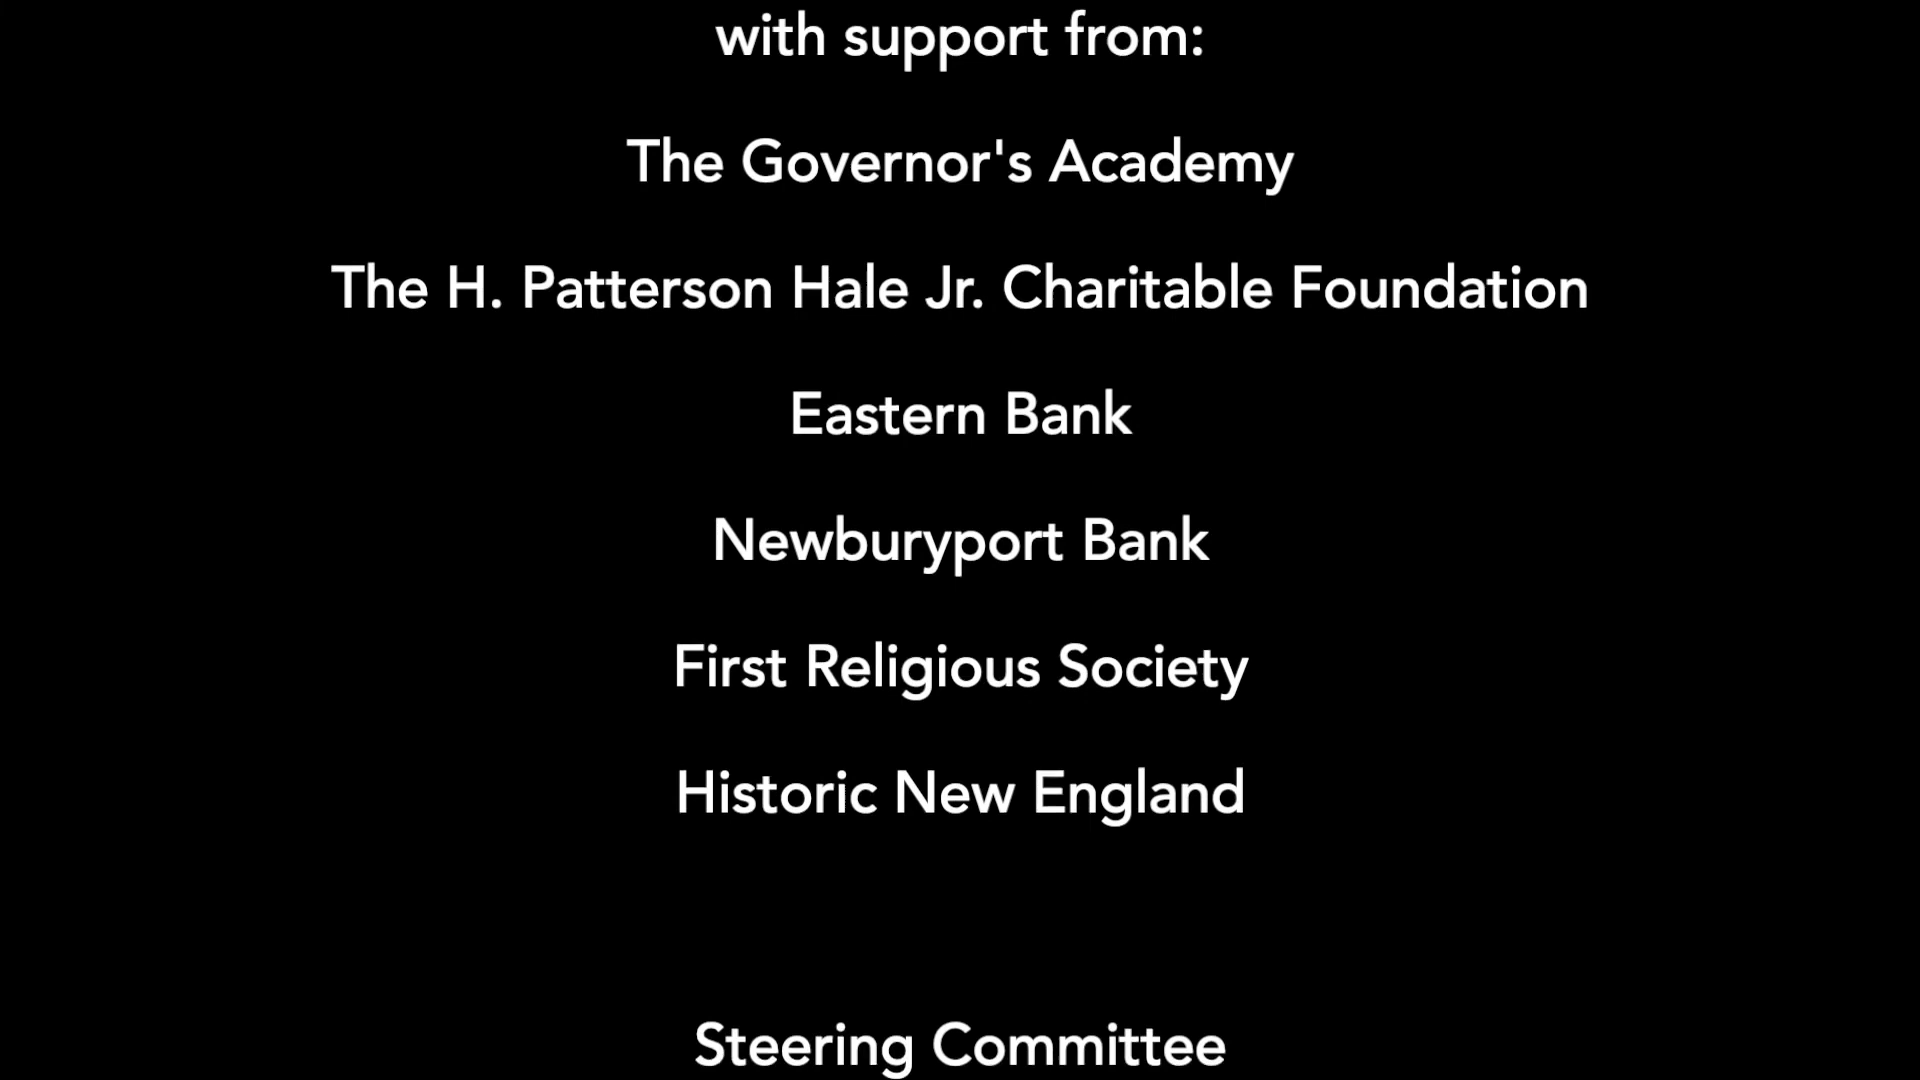 with support from:
The Governor's Academy
The H. Patterson Hale Jr. Charitable Foundation
Eastern Bank
Newburyport Bank
First Religious Society
Historic New England
Steering Committee